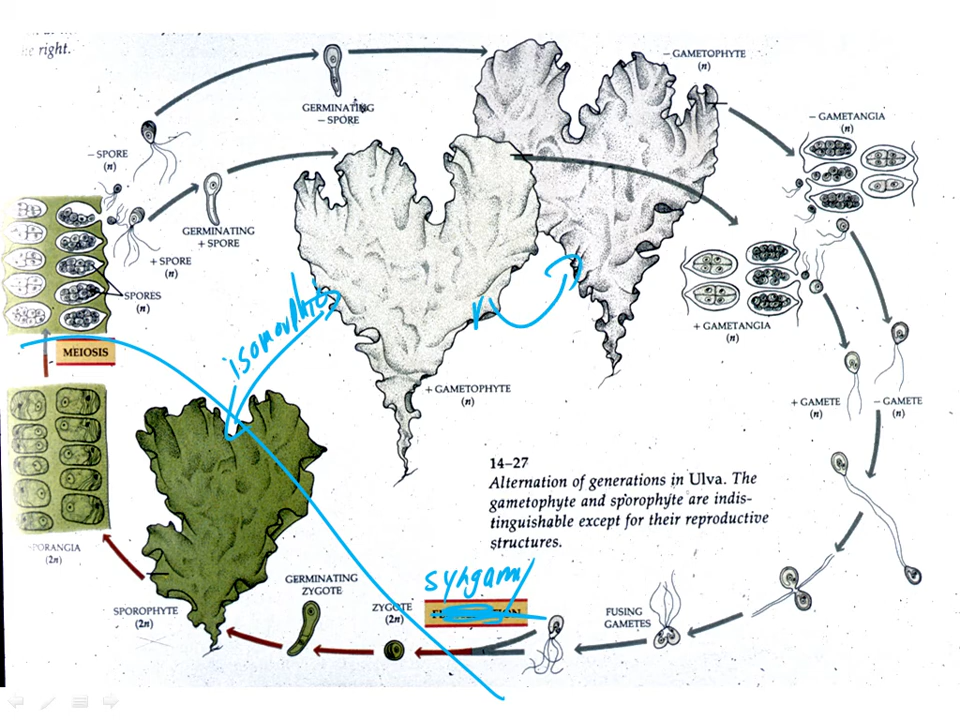 he right.
GERMINATING
– SPORE
– GAMETOPHYTE
(n)
– GAMETANGIA
(n)
– SPORE
(n)
GERMINATING
+ SPORE
+ SPORE
(n)
SPORES
(n)
isomorphic
+ GAMETANGIA
(n)
MEIOSIS
+ GAMETOPHYTE
(n)
+ GAMETE
(n)
– GAMETE
(n)
14–27
Alternation of generations in Ulva. The
gametophyte and sporophyte are indis-
tinguishable except for their reproductive
structures.
PORANGIA
(2n)
syngamy
GERMINATING
ZYGOTE
SPOROPHYTE
(2n)
ZYGOTE
(2n)
FUSING
GAMETES